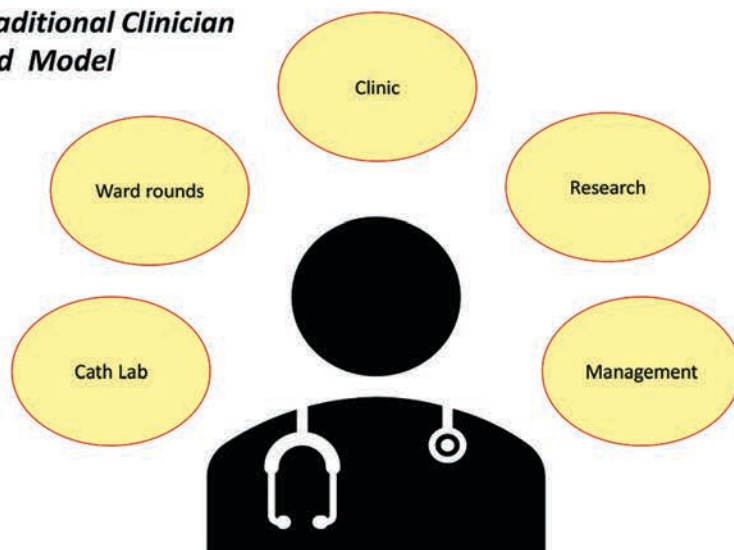 aditional Clinician
d Model
Clinic
Ward rounds
Research
Cath Lab
Management